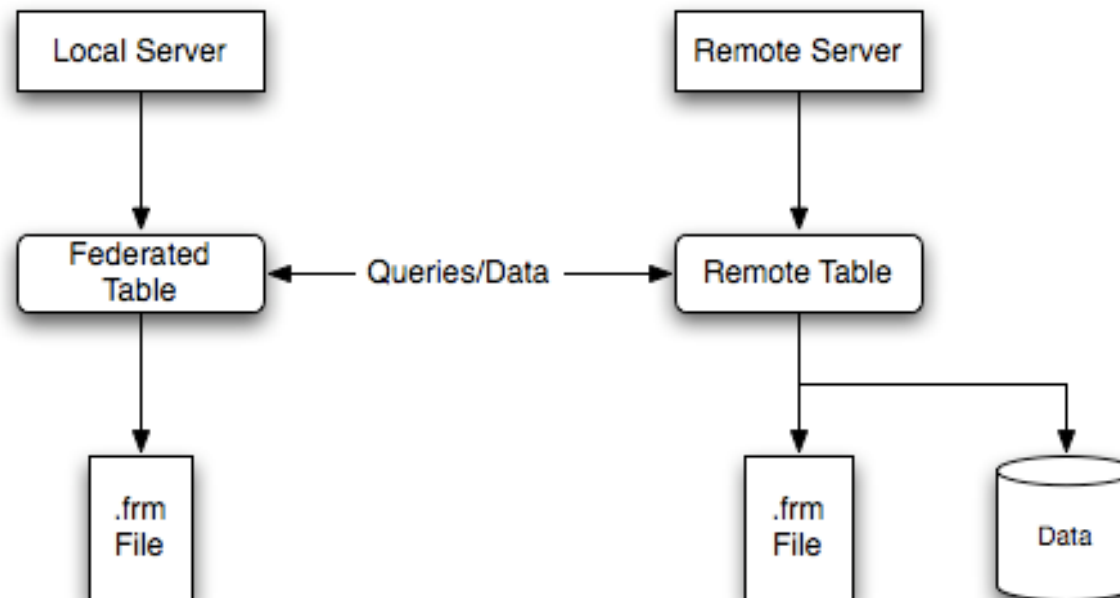 Local Server
Remote Server
Federated
Table
Queries/Data
Remote Table
.frm
File
.frm
File
Data